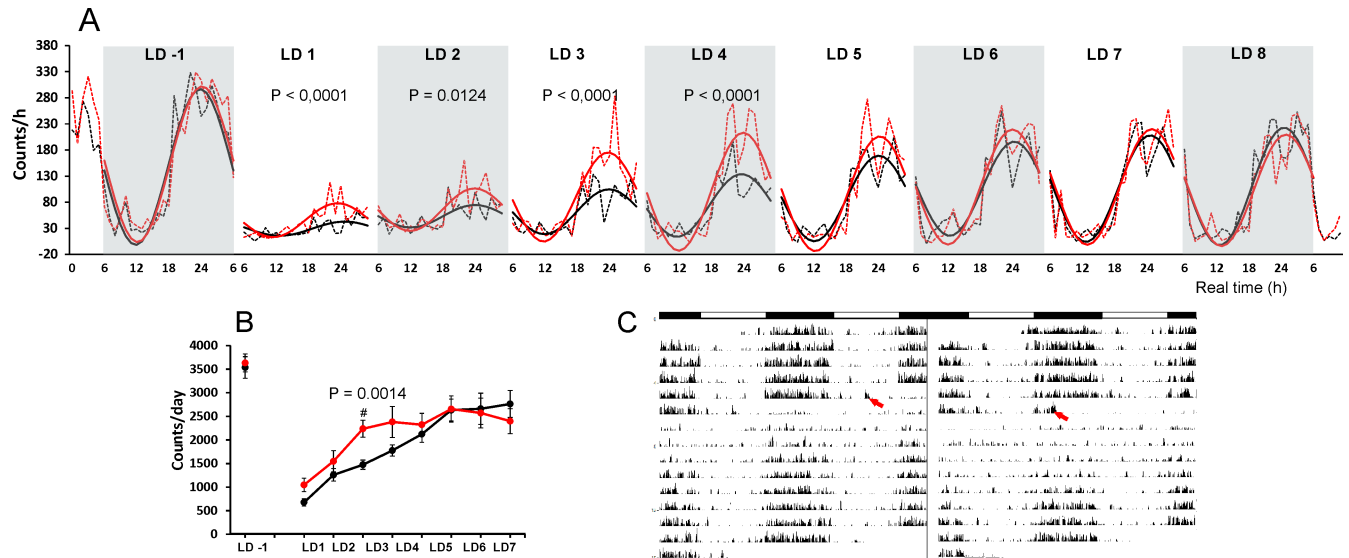 A
380
330
280
230
180
130
80
30
-20
Counts/h
LD -1 LD 1 LD 2 LD 3 LD 4 LD 5 LD 6 LD 7 LD 8
P < 0,0001 P = 0.0124 P < 0,0001 P < 0,0001
0 6 12 18 24 6 6 12 18 24 6 12 18 24 6 12 18 24 6 12 18 24 6 12 18 24 6 12 18 24 6 12 18 24 6 12 18 24 6
Real time (h)
B
4000
3500
3000
2500
2000
1500
1000
500
0
Counts/day
P = 0.0014
#
LD -1 LD1 LD2 LD3 LD4 LD5 LD6 LD7
C